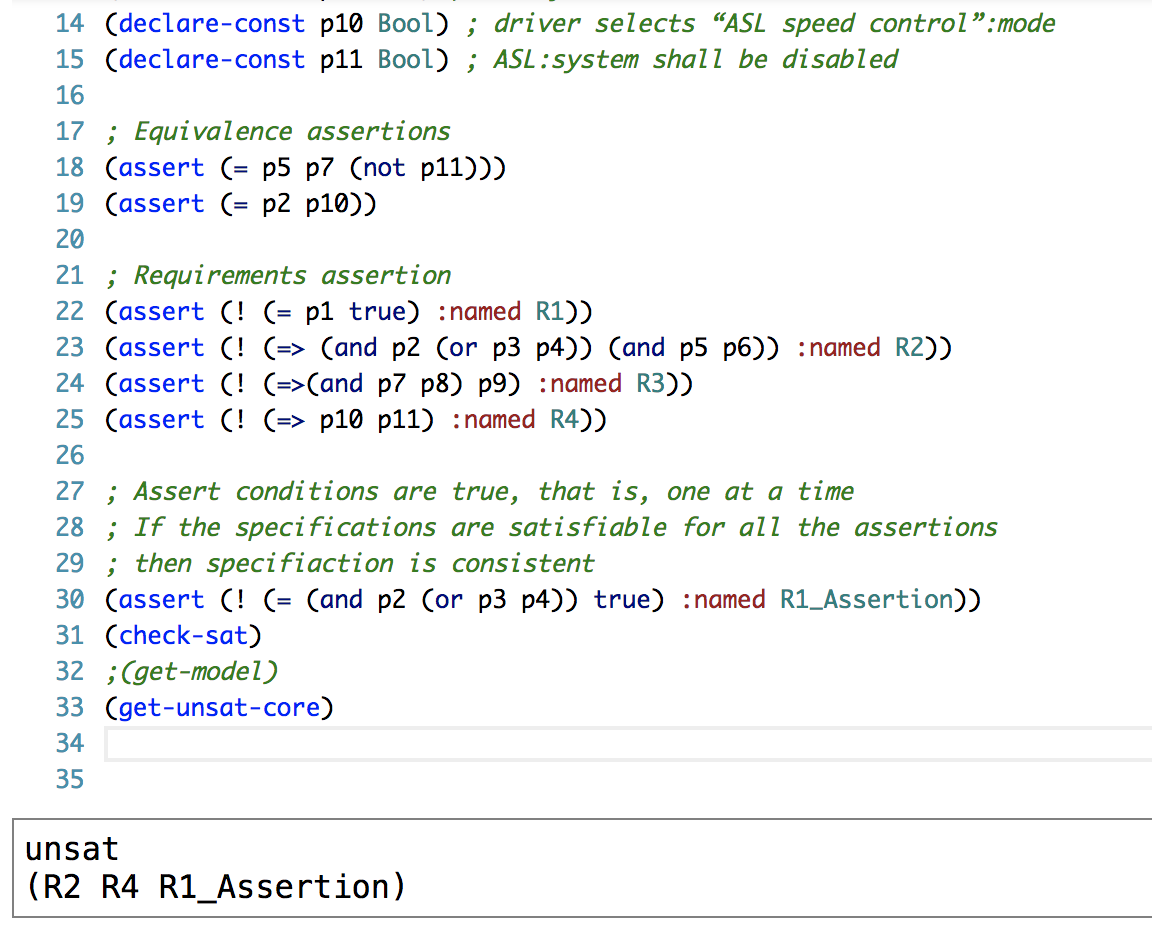 14 (declare-const p10 Bool) ; driver selects “ASL speed control”:mode
15 (declare-const p11 Bool) ; ASL:system shall be disabled
16
17 ; Equivalence assertions
18 (assert (= p5 p7 (not p11)))
19 (assert (= p2 p10))
20
21 ; Requirements assertion
22 (assert (! (= p1 true) :named R1))
23 (assert (! (=> (and p2 (or p3 p4)) (and p5 p6)) :named R2))
24 (assert (! (=>(and p7 p8) p9) :named R3))
25 (assert (! (=> p10 p11) :named R4))
26
27 ; Assert conditions are true, that is, one at a time
28 ; If the specifications are satisfiable for all the assertions
29 ; then specifiaction is consistent
30 (assert (! (= (and p2 (or p3 p4)) true) :named R1_Assertion))
31 (check-sat)
32 ;(get-model)
33 (get-unsat-core)
34
35
unsat
(R2 R4 R1_Assertion)